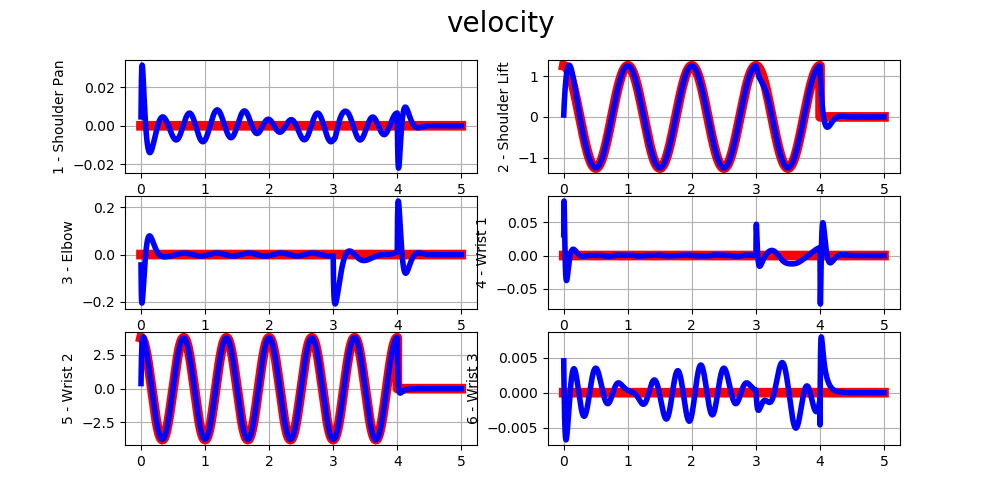 velocity
1 - Shoulder Pan
0.02
0.00
−0.02
0 1 2 3 4 5
2 - Shoulder Lift
1
0
−1
0 1 2 3 4 5
3 - Elbow
0.2
0.0
−0.2
0 1 2 3 4 5
4 - Wrist 1
0.05
0.00
−0.05
0 1 2 3 4 5
5 - Wrist 2
2.5
0.0
−2.5
0 1 2 3 4 5
6 - Wrist 3
0.005
0.000
−0.005
0 1 2 3 4 5